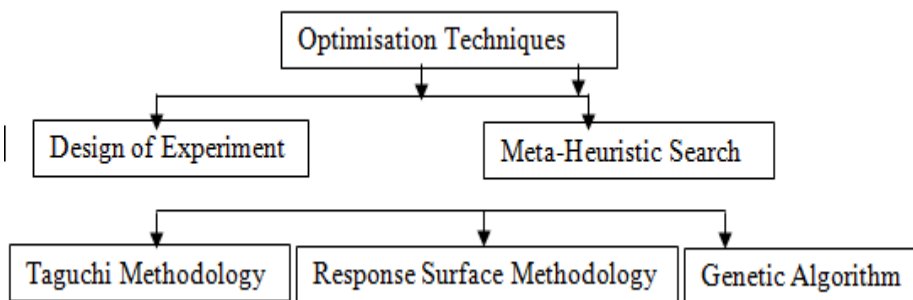 Optimisation Techniques
Design of Experiment
Meta-Heuristic Search
Taguchi Methodology
Response Surface Methodology
Genetic Algorithm